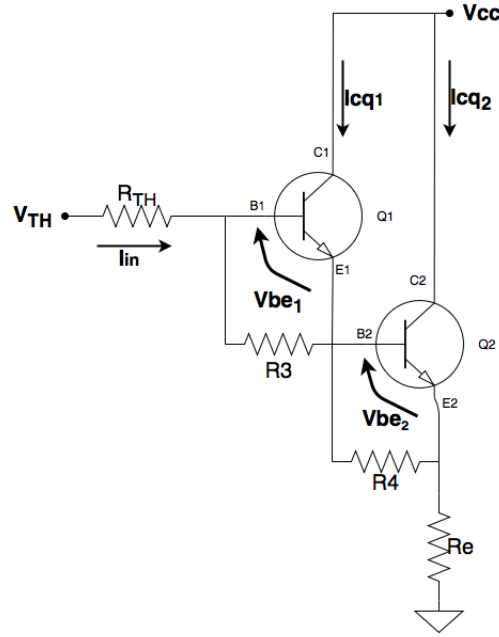 Vcc
Icq1
Icq2
C1
RTH
B1
Q1
VTH
Iin
E1
Vbe1
C2
B2
Q2
R3
Vbe2
E2
R4
Re